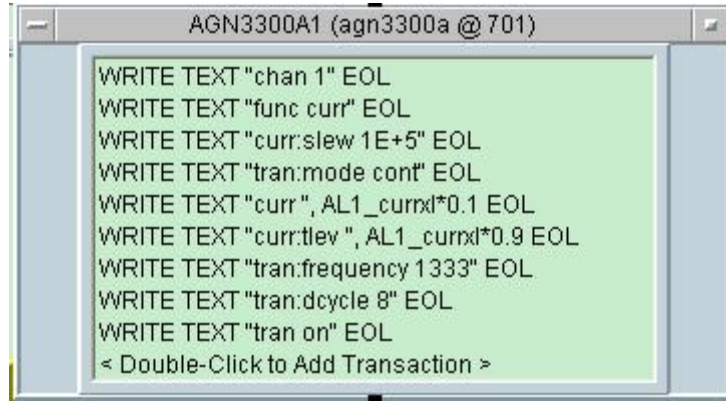 AGN3300A1 (agn3300a @ 701)
WRITE TEXT "chan 1" EOL
WRITE TEXT "func curr" EOL
WRITE TEXT "curr:slew 1E+5" EOL
WRITE TEXT "tran:mode cont" EOL
WRITE TEXT "curr ", AL1_currxl*0.1 EOL
WRITE TEXT "curr:tlev ", AL1_currxl*0.9 EOL
WRITE TEXT "tran:frequency 1333" EOL
WRITE TEXT "tran:dcycle 8" EOL
WRITE TEXT "tran on" EOL
< Double-Click to Add Transaction >